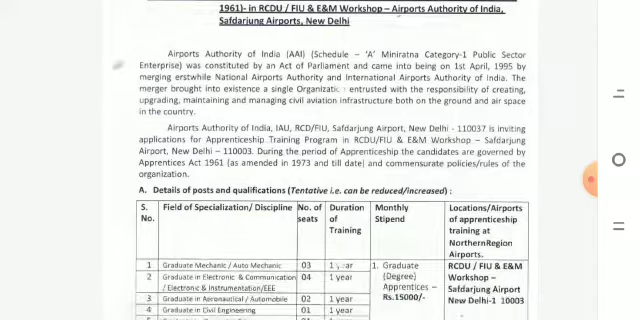 1961)- in RCDU / FIU & E&M Workshop – Airports Authority of India,
Safdarjung Airports, New Delhi
Airports Authority of India (AAI) (Schedule – 'A' Miniratna Category-1 Public Sector
Enterprise) was constituted by an Act of Parliament and came into being on 1st April, 1995 by
merging erstwhile National Airports Authority and International Airports Authority of India. The
merger brought into existence a single Organizatic entrusted with the responsibility of creating,
upgrading, maintaining and managing civil aviation infrastructure both on the ground and air space
in the country.
Airports Authority of India, IAU, RCD/FIU, Safdarjung Airport, New Delhi - 110037 is inviting
applications for Apprenticeship Training Program in RCDU/FIU & E&M Workshop – Safdarjung
Airport, New Delhi – 110003. During the period of Apprenticeship the candidates are governed by
Apprentices Act 1961 (as amended in 1973 and till date) and commensurate policies/rules of the
organization.
A. Details of posts and qualifications (Tentative i.e. can be reduced/increased) :
S. No. Field of Specialization/ Discipline No. of seats Duration of Training Monthly Stipend Locations/Airports of apprenticeship training at NorthernRegion Airports.
1 Graduate Mechanic / Auto Mechanic 03 1 year 1. Graduate (Degree) Apprentices – Rs.15000/- RCDU / FIU & E&M Workshop – Safdarjung Airport New Delhi-1 10003
2 Graduate in Electronic & Communication / Electronic & Instrumentation/EEE 04 1 year
3 Graduate in Aeronautical / Automobile 02 1 year
4 Graduate in Civil Engineering 01 1 year